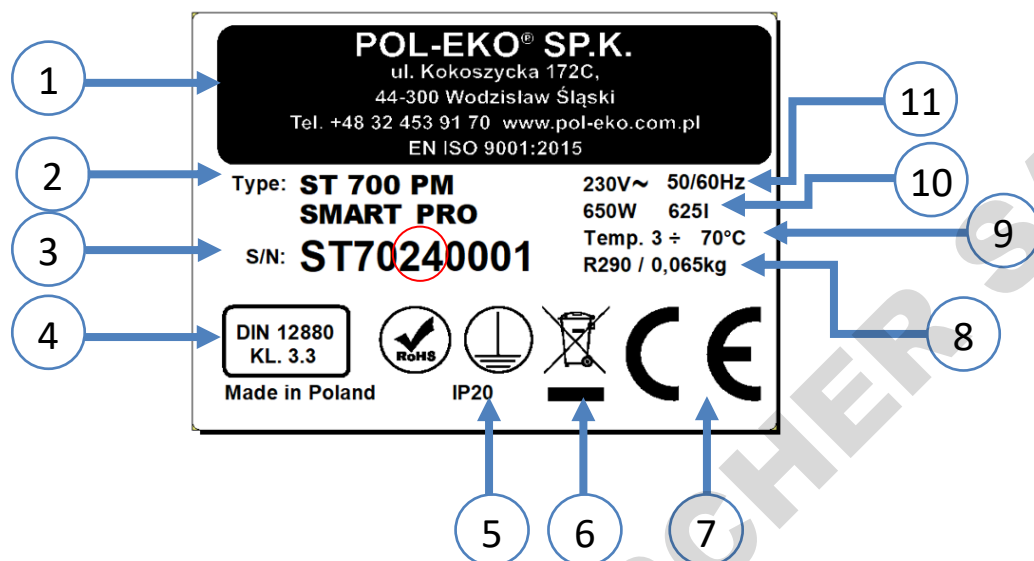 POL-EKO® SP.K.
ul. Kokoszycka 172C,
44-300 Wodzisław Śląski
Tel. +48 32 453 91 70 www.pol-eko.com.pl
EN ISO 9001:2015
1
2
3
4
Type: ST 700 PM
SMART PRO
S/N: ST70240001
230V~ 50/60Hz
650W 625l
Temp. 3 ÷ 70°C
R290 / 0,065kg
11
10
9
8
DIN 12880
KL. 3.3
RoHS
CE
Made in Poland
IP20
5
6
7